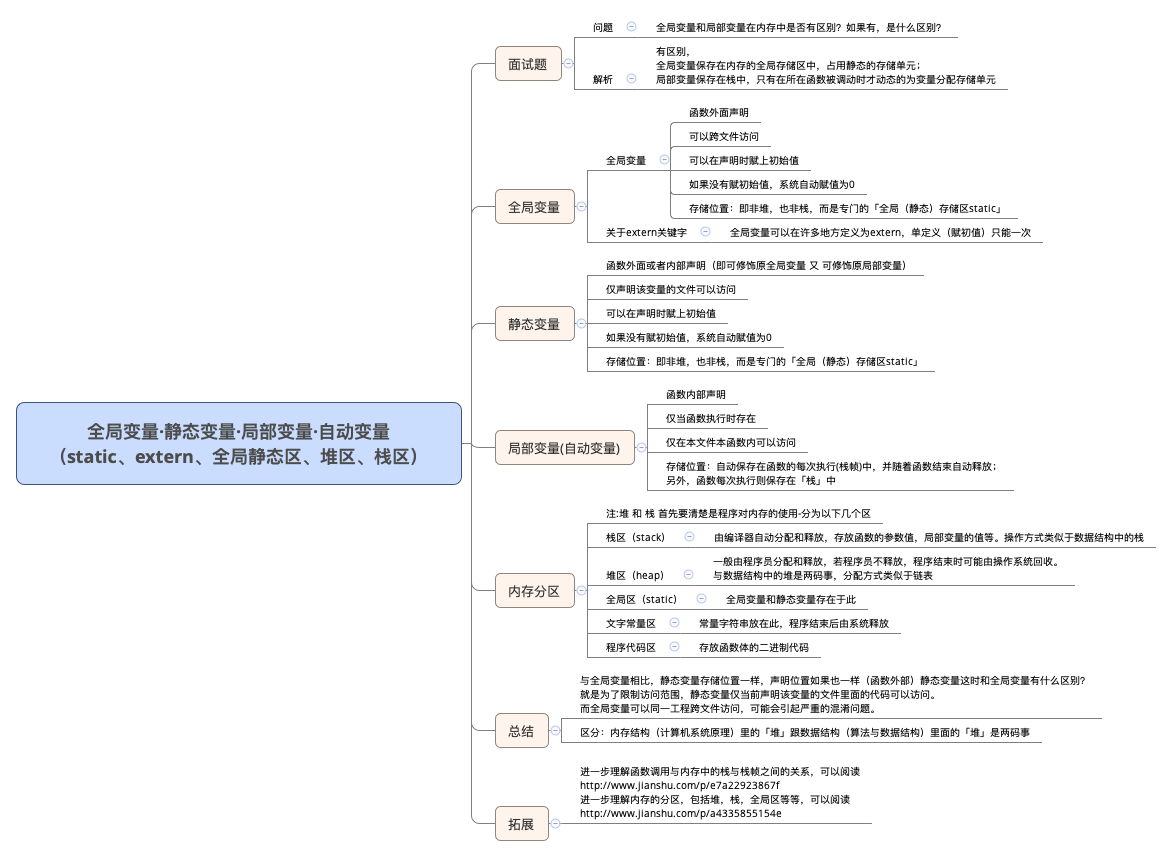 全局变量·静态变量·局部变量·自动变量
（static、extern、全局静态区、堆区、栈区）
面试题
问题
全局变量和局部变量在内存中是否有区别？如果有，是什么区别？
解析
有区别，
全局变量保存在内存的全局存储区中，占用静态的存储单元；
局部变量保存在栈中，只有在所在函数被调动时才动态的为变量分配存储单元
全局变量
全局变量
函数外面声明
可以跨文件访问
可以在声明时赋上初始值
如果没有赋初始值，系统自动赋值为0
存储位置：即非堆，也非栈，而是专门的「全局（静态）存储区static」
关于extern关键字
全局变量可以在许多地方定义为extern，单定义（赋初值）只能一次
静态变量
函数外面或者内部声明（即可修饰原全局变量 又 可修饰原局部变量）
仅声明该变量的文件可以访问
可以在声明时赋上初始值
如果没有赋初始值，系统自动赋值为0
存储位置：即非堆，也非栈，而是专门的「全局（静态）存储区static」
局部变量(自动变量)
函数内部声明
仅当函数执行时存在
仅在本文件本函数内可以访问
存储位置：自动保存在函数的每次执行(栈帧)中，并随着函数结束自动释放；
另外，函数每次执行则保存在「栈」中
内存分区
注:堆 和 栈 首先要清楚是程序对内存的使用-分为以下几个区
栈区（stack）
由编译器自动分配和释放，存放函数的参数值，局部变量的值等。操作方式类似于数据结构中的栈
堆区（heap）
一般由程序员分配和释放，若程序员不释放，程序结束时可能由操作系统回收。
与数据结构中的堆是两码事，分配方式类似于链表
全局区（static）
全局变量和静态变量存在于此
文字常量区
常量字符串放在此，程序结束后由系统释放
程序代码区
存放函数体的二进制代码
总结
与全局变量相比，静态变量存储位置一样，声明位置如果也一样（函数外部）静态变量这时和全局变量有什么区别？
就是为了限制访问范围，静态变量仅当前声明该变量的文件里面的代码可以访问。
而全局变量可以同一工程跨文件访问，可能会引起严重的混淆问题。
区分：内存结构（计算机系统原理）里的「堆」跟数据结构（算法与数据结构）里面的「堆」是两码事
拓展
进一步理解函数调用与内存中的栈与栈帧之间的关系，可以阅读
http://www.jianshu.com/p/e7a22923867f
进一步理解内存的分区，包括堆，栈，全局区等等，可以阅读
http://www.jianshu.com/p/a4335855154e